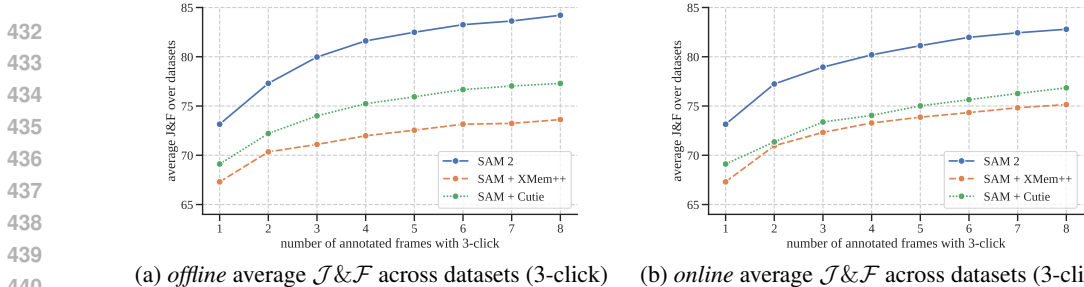 432
433
434
435
436
437
438
439
440
85
80
75
70
65
average J&F over datasets
SAM 2
SAM + XMem++
SAM + Cutie
1 2 3 4 5 6 7 8
number of annotated frames with 3-click
(a) offline average J&F across datasets (3-click)
85
80
75
70
65
average J&F over datasets
SAM 2
SAM + XMem++
SAM + Cutie
1 2 3 4 5 6 7 8
number of annotated frames with 3-click
(b) online average J&F across datasets (3-cli